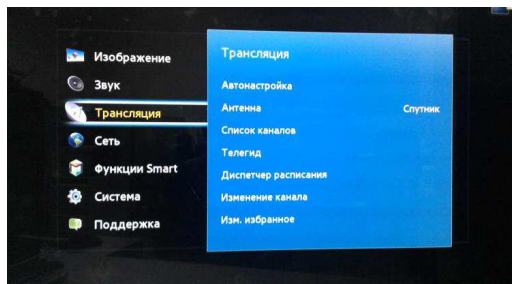 Изображение
Звук
Трансляция
Сеть
Функции Smart
Система
Поддержка
Трансляция
Автонастройка
Антенна Спутник
Список каналов
Телегид
Диспетчер расписания
Изменение канала
Изм. избранное